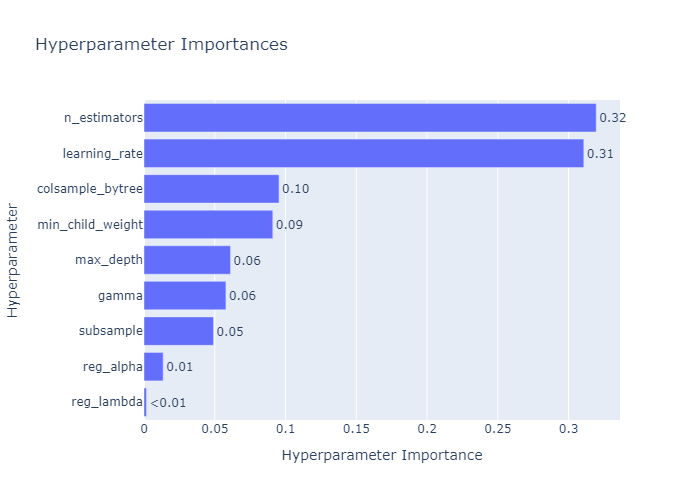 Hyperparameter Importances
Hyperparameter
n_estimators 0.32
learning_rate 0.31
colsample_bytree 0.10
min_child_weight 0.09
max_depth 0.06
gamma 0.06
subsample 0.05
reg_alpha 0.01
reg_lambda <0.01
0 0.05 0.1 0.15 0.2 0.25 0.3
Hyperparameter Importance